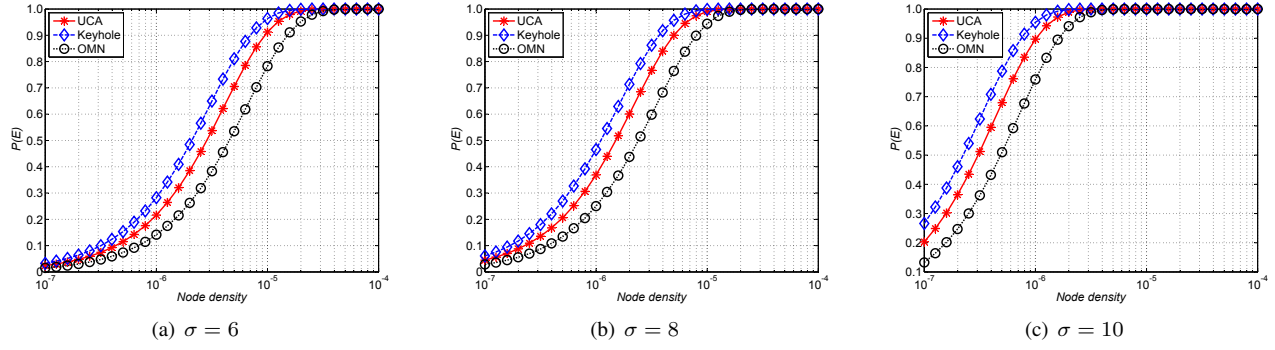 1.0
0.9
0.8
0.7
0.6
0.5
0.4
0.3
0.2
0.1
0
P(E)
UCA
Keyhole
OMN
10^-7
10^-6
10^-5
10^-4
Node density
(a) σ = 6
1.0
0.9
0.8
0.7
0.6
0.5
0.4
0.3
0.2
0.1
0
P(E)
UCA
Keyhole
OMN
10^-7
10^-6
10^-5
10^-4
Node density
(b) σ = 8
1.0
0.9
0.8
0.7
0.6
0.5
0.4
0.3
0.2
0.1
P(E)
UCA
Keyhole
OMN
10^-7
10^-6
10^-5
10^-4
Node density
(c) σ = 10